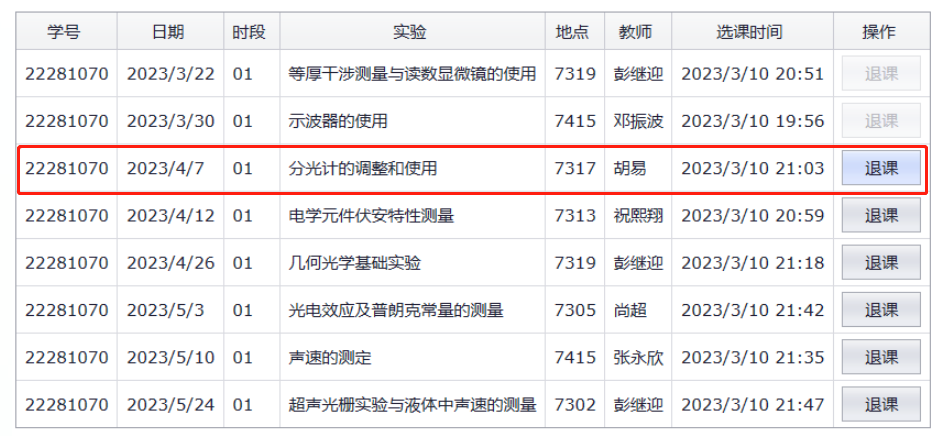 学号 日期 时段 实验 地点 教师 选课时间 操作
22281070 2023/3/22 01 等厚干涉测量与读数显微镜的使用 7319 彭继迎 2023/3/10 20:51 退课
22281070 2023/3/30 01 示波器的使用 7415 邓振波 2023/3/10 19:56 退课
22281070 2023/4/7 01 分光计的调整和使用 7317 胡易 2023/3/10 21:03 退课
22281070 2023/4/12 01 电学元件伏安特性测量 7313 祝熙翔 2023/3/10 20:59 退课
22281070 2023/4/26 01 几何光学基础实验 7319 彭继迎 2023/3/10 21:18 退课
22281070 2023/5/3 01 光电效应及普朗克常量的测量 7305 尚超 2023/3/10 21:42 退课
22281070 2023/5/10 01 声速的测定 7415 张永欣 2023/3/10 21:35 退课
22281070 2023/5/24 01 超声光栅实验与液体中声速的测量 7302 彭继迎 2023/3/10 21:47 退课